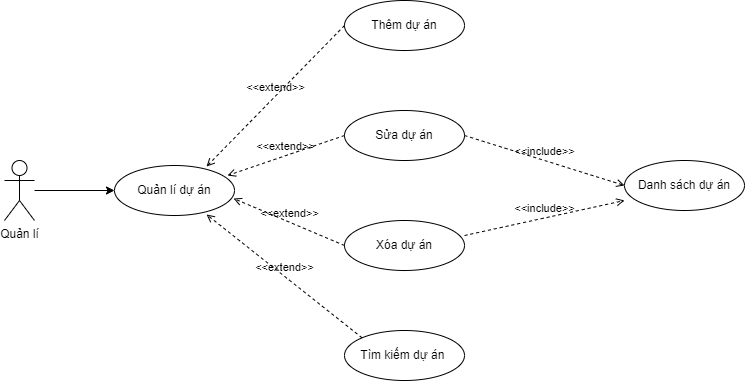 Thêm dự án
<<extend>>
Sửa dự án
<<extend>>
<<include>>
Quản lí dự án
Danh sách dự án
Quản lí
<<extend>>
<<include>>
Xóa dự án
<<extend>>
Tìm kiếm dự án